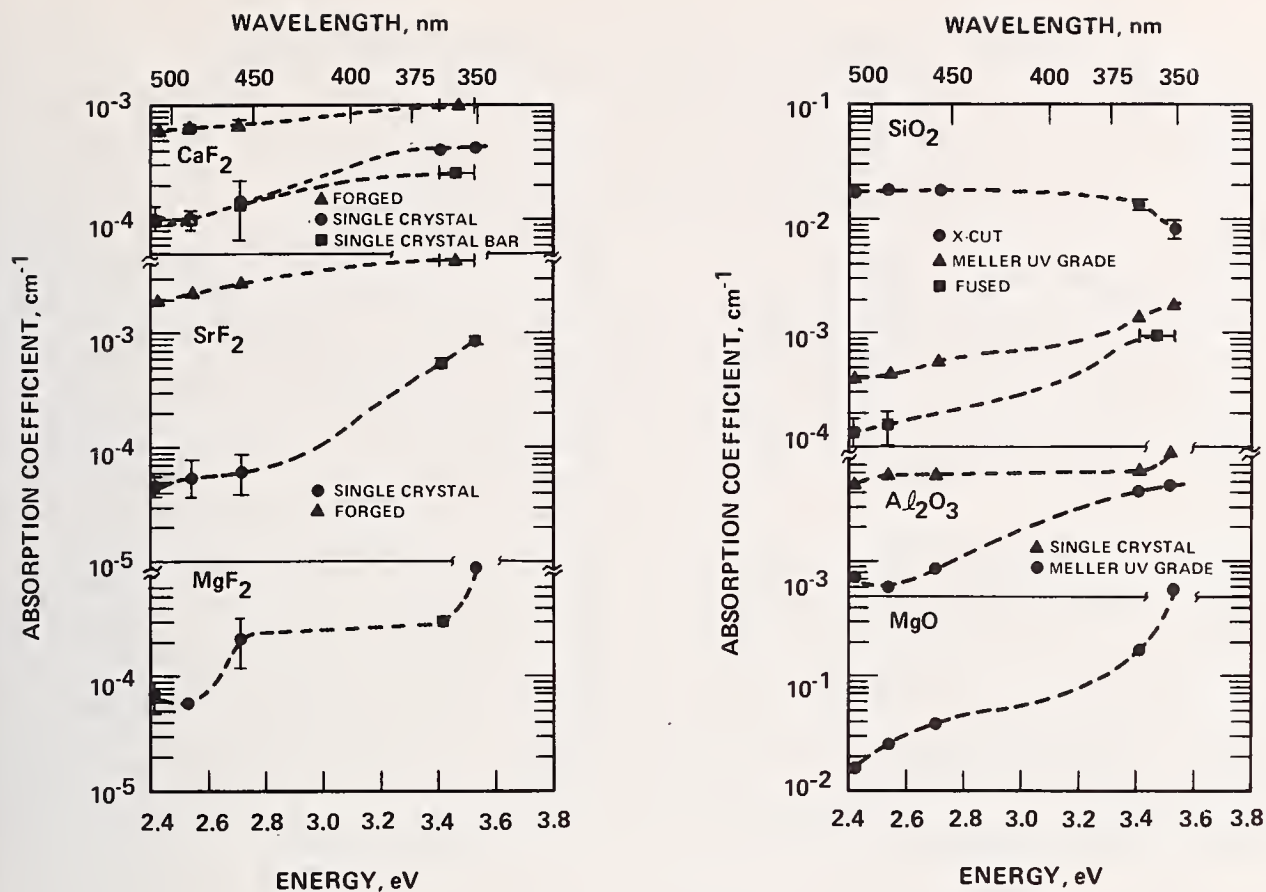 WAVELENGTH, nm
500 450 400 375 350
10-3
CaF2
FORGED
SINGLE CRYSTAL
SINGLE CRYSTAL BAR
10-4
SrF2
10-3
10-4
SINGLE CRYSTAL
FORGED
10-5
MgF2
10-4
10-5
2.4 2.6 2.8 3.0 3.2 3.4 3.6 3.8
ENERGY, eV
ABSORPTION COEFFICIENT, cm-1
WAVELENGTH, nm
500 450 400 375 350
10-1
SiO2
10-2
X-CUT
MELLER UV GRADE
FUSED
10-3
10-4
Aℓ2O3
SINGLE CRYSTAL
MELLER UV GRADE
10-3
MgO
10-1
10-2
2.4 2.6 2.8 3.0 3.2 3.4 3.6 3.8
ENERGY, eV
ABSORPTION COEFFICIENT, cm-1